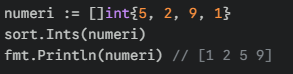 numeri := []int{5, 2, 9, 1}
sort.Ints(numeri)
fmt.Println(numeri) // [1 2 5 9]